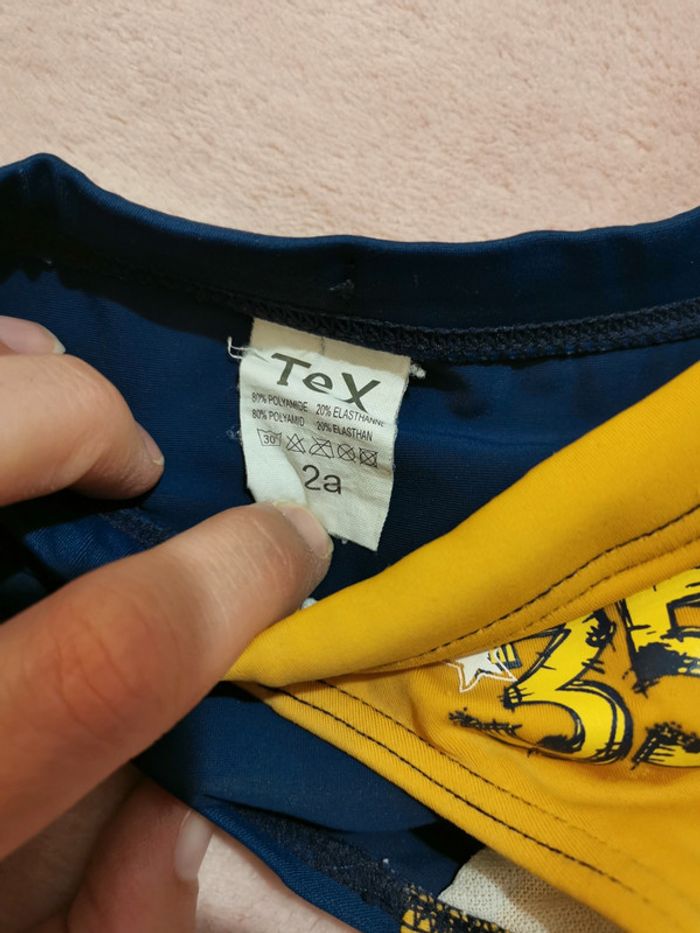 TeX
80% POLYAMIDE 20% ELASTHANNE
80% POLYAMID 20% ELASTHAN
30°
2a